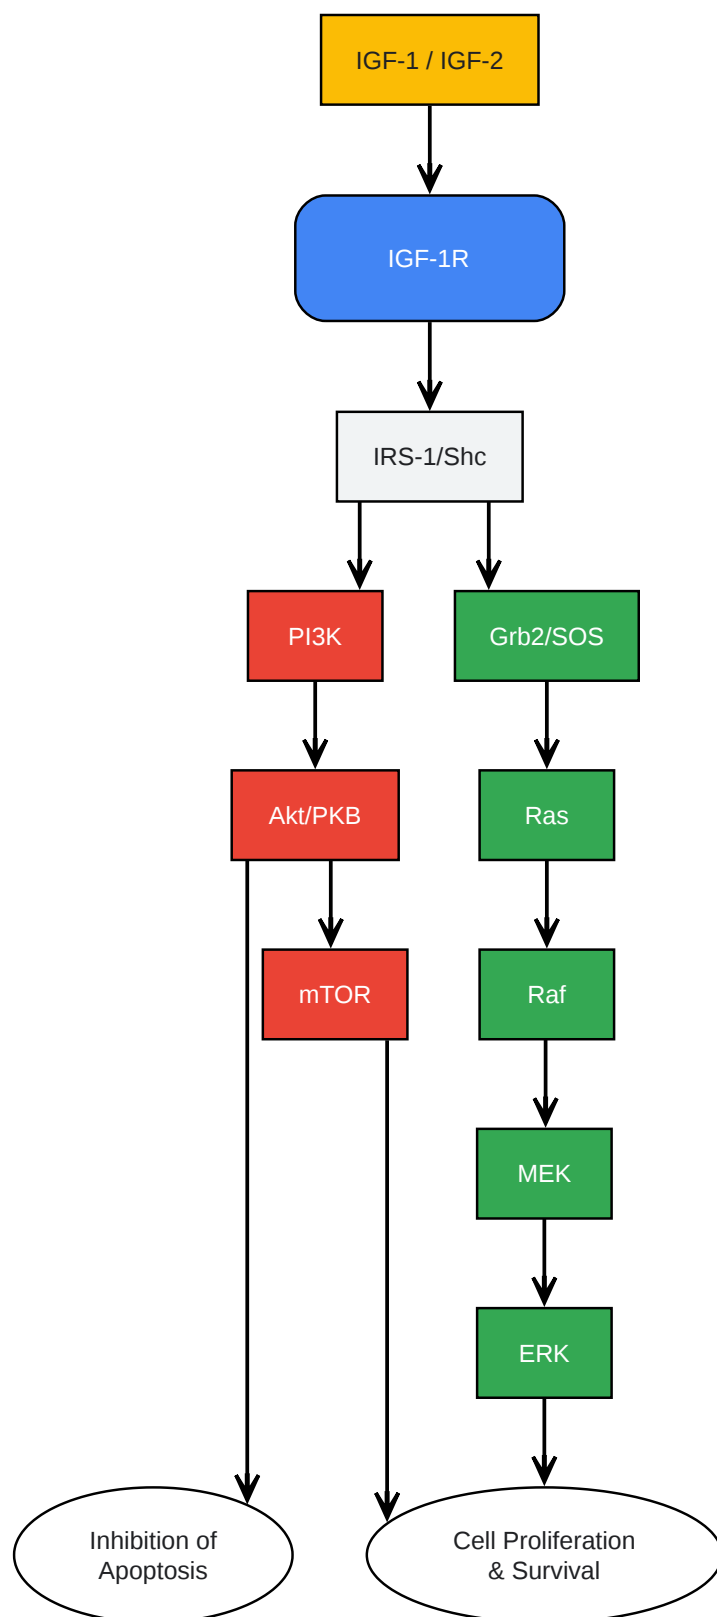 IGF-1 / IGF-2
IGF-1R
IRS-1/Shc
PI3K
Grb2/SOS
Akt/PKB
Ras
mTOR
Raf
MEK
ERK
Inhibition of
Apoptosis
Cell Proliferation
& Survival